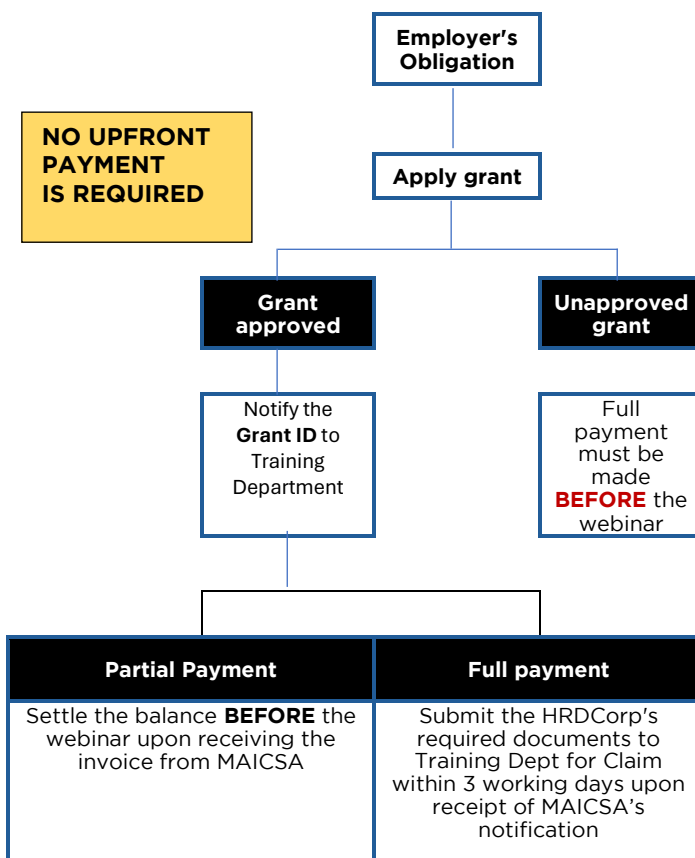 Employer's
Obligation
NO UPFRONT
PAYMENT
IS REQUIRED
Apply grant
Grant
approved
Unapproved
grant
Notify the
Grant ID to
Training
Department
Full
payment
must be
made
BEFORE the
webinar
Partial Payment
Full payment
Settle the balance BEFORE the
webinar upon receiving the
invoice from MAICSA
Submit the HRDCorp's
required documents to
Training Dept for Claim
within 3 working days upon
receipt of MAICSA’s
notification